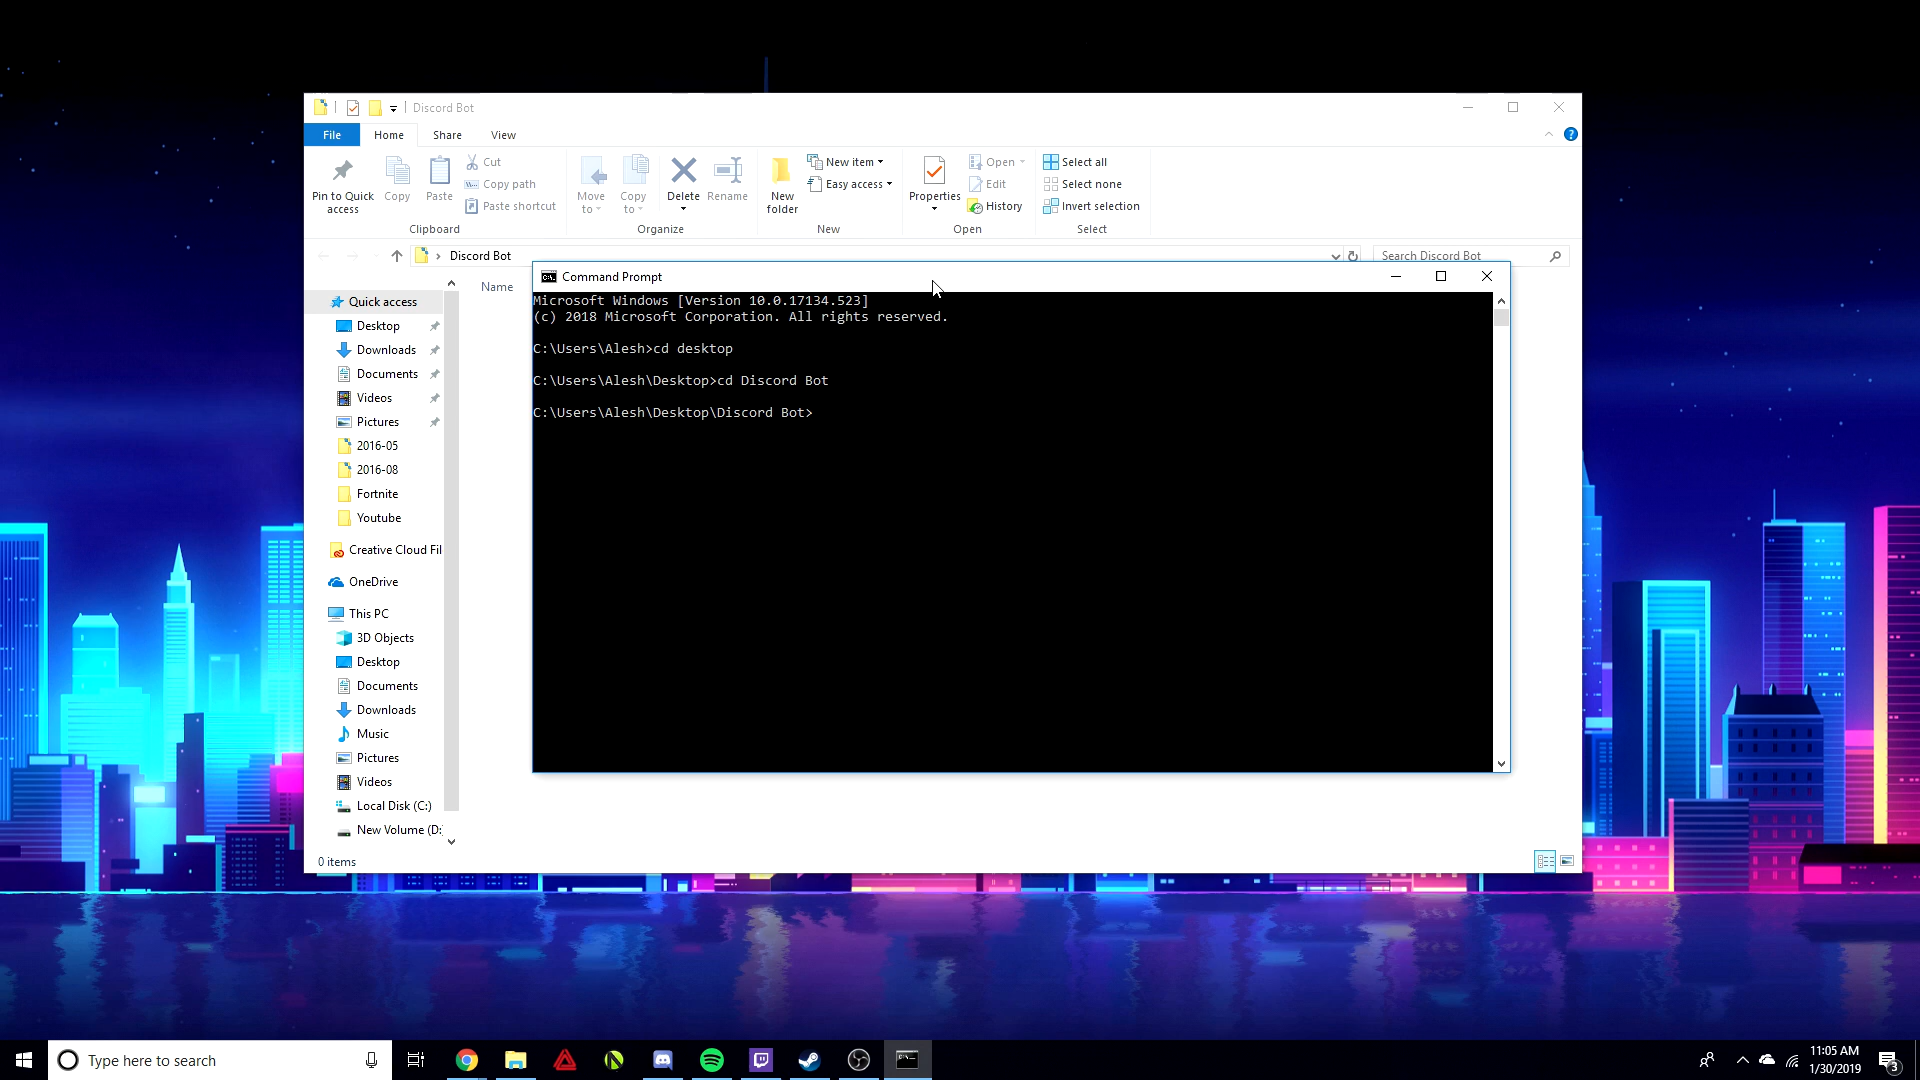 Discord Bot
File Home Share View
Pin to Quick access
Copy
Paste
Cut
Copy path
Paste shortcut
Clipboard
Move to
Copy to
Delete
Rename
Organize
New folder
New item
Easy access
New
Properties
Open
Edit
History
Open
Select all
Select none
Invert selection
Select
Discord Bot
Search Discord Bot
Name
Quick access
Desktop
Downloads
Documents
Videos
Pictures
2016-05
2016-08
Fortnite
Youtube
Creative Cloud Fil
OneDrive
This PC
3D Objects
Desktop
Documents
Downloads
Music
Pictures
Videos
Local Disk (C:)
New Volume (D:
0 items
Command Prompt
Microsoft Windows [Version 10.0.17134.523]
(c) 2018 Microsoft Corporation. All rights reserved.
C:\Users\Alesh>cd desktop
C:\Users\Alesh\Desktop>cd Discord Bot
C:\Users\Alesh\Desktop\Discord Bot>
Type here to search
11:05 AM
1/30/2019
3